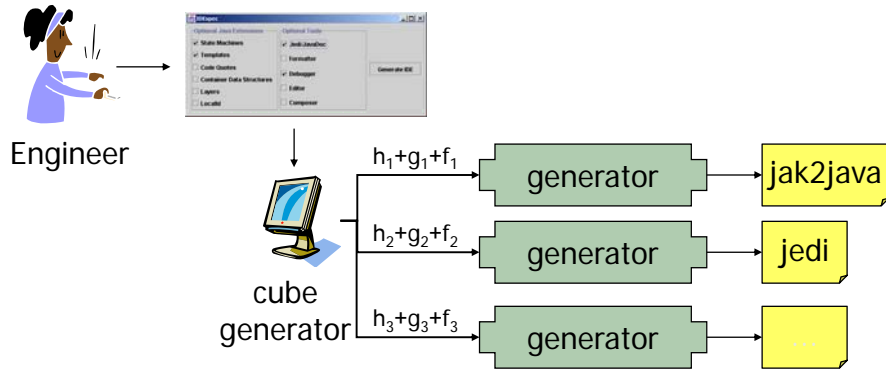 IDEspec
Optional Java Extensions
State Machines
Templates
Code Quotes
Container Data Structures
Layers
LocalId
Optional Tools
Jedi/JavaDoc
Formatter
Debugger
Editor
Composer
Generate IDE
Engineer
cube
generator
h₁+g₁+f₁
generator
jak2java
h₂+g₂+f₂
generator
jedi
h₃+g₃+f₃
generator